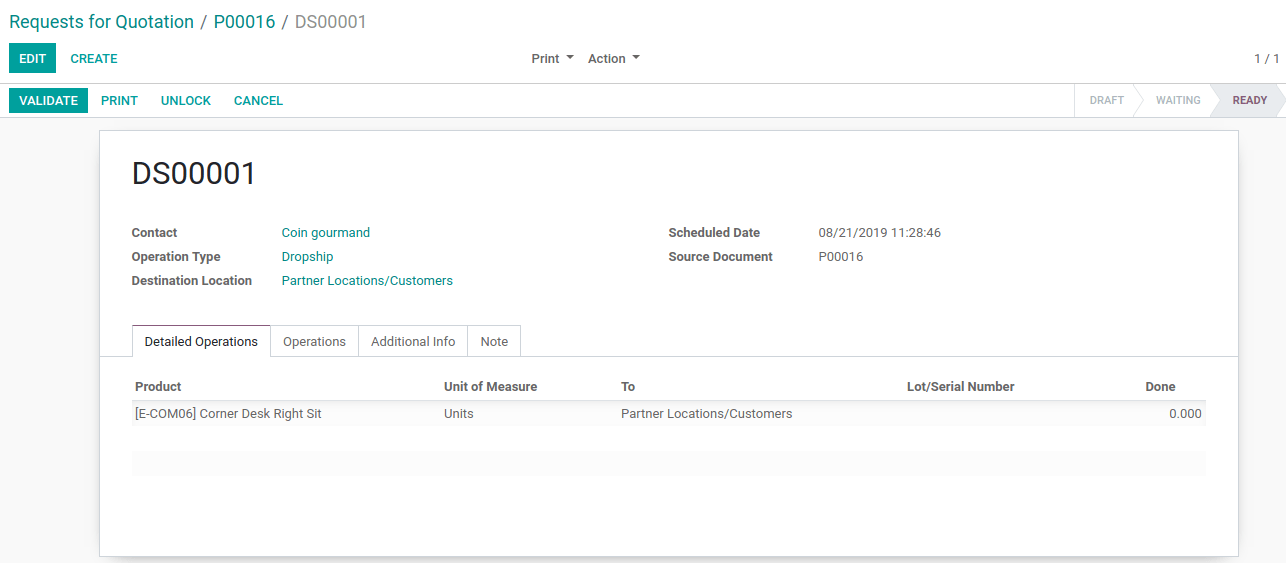 Requests for Quotation / P00016 / DS00001
EDIT CREATE Print Action 1 / 1
VALIDATE PRINT UNLOCK CANCEL DRAFT WAITING READY
DS00001
Contact Coin gourmand Scheduled Date 08/21/2019 11:28:46
Operation Type Dropship Source Document P00016
Destination Location Partner Locations/Customers
Detailed Operations Operations Additional Info Note
Product Unit of Measure To Lot/Serial Number Done
[E-COM06] Corner Desk Right Sit Units Partner Locations/Customers 0.000